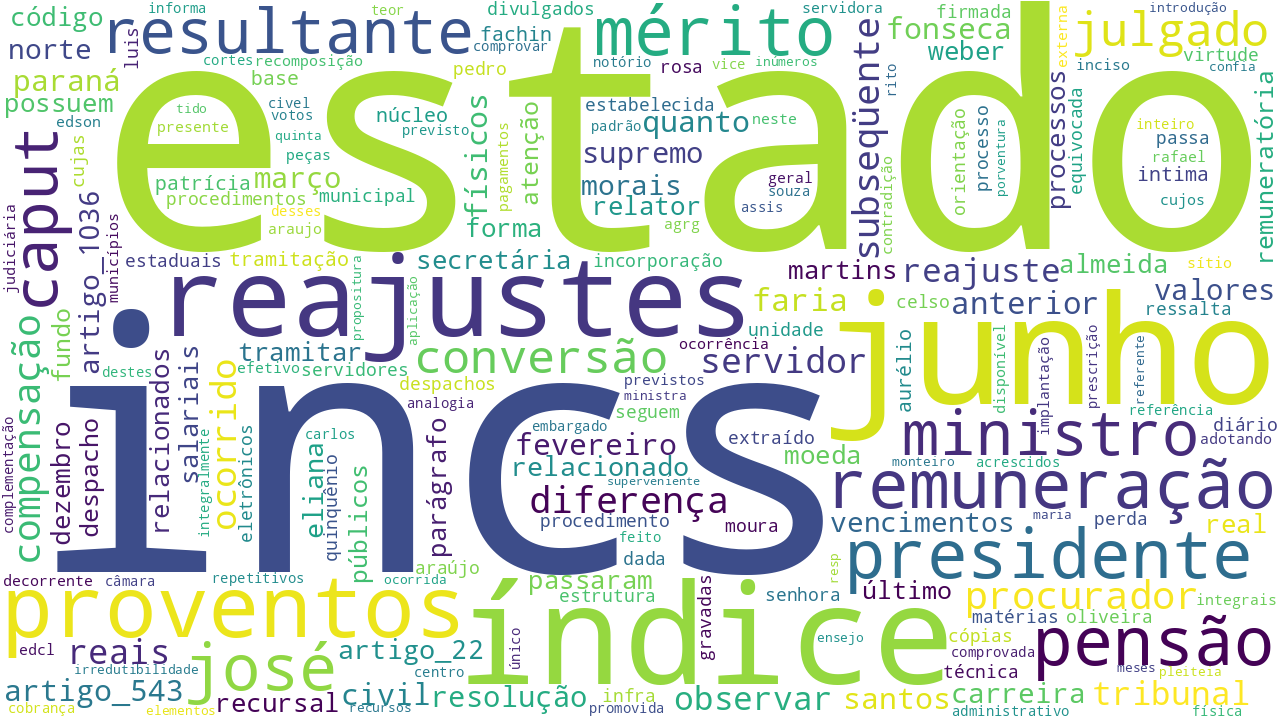 informa
teor
divulgados
servidora
introdução
código
resultante
fachin
mérito
firmada
externa
julgado
norte
luis
comprovar
fonseca
weber
virtude
cortes
recomposição
notório
rosa
vice
inúmeros
inciso
confia
paraná
base
pedro
subseqüente
rito
possuem
estado
edson
tido
civel
votos
núcleo
físicos
estabelecida
padrão
quanto
neste
orientação
processo
processos
equivocada
remuneratória
inteiro
passa
presente
quinta
previsto
atenção
supremo
porventura
rafael
cujas
peças
pagamentos
geral
intima
caput
patrícia
março
morais
souza
procedimentos
municipal
relator
assis
cujos
artigo_1036
desses
araujo
forma
agrg
contradição
judiciária
municípios
estaduais
tramitação
secretária
incorporação
martins
reajuste
almeida
sítio
reajustes
propositura
aplicação
faria
celso
anterior
valores
junho
ressalta
compensação
fundo
destes
relacionados
salariais
tramitar
efetivo
servidores
conversão
unidade
ocorrência
servidor
aurélio
disponível
implantação
prescrição
referente
incs
ocorrido
despachos
analogia
previstos
ministra
seguem
referência
complementação
dezembro
despacho
integralmente
eletrônicos
carlos
eliana
quinquênio
públicos
parágrafo
embargado
fevereiro
extraído
ministro
diário
adotando
relacionado
moeda
monteiro
acrescidos
superveniente
diferença
remuneração
procedimento
moura
vencimentos
maria
perda
real
feito
dada
araújo
resp
presidente
decorrente
câmara
repetitivos
ocorrida
passaram
gravadas
proventos
índice
estrutura
senhora
último
procurador
integrais
matérias
oliveira
edcl
reais
josé
artigo_22
único
ensejo
cópias
pensão
irredutibilidade
centro
comprovada
técnica
meses
pleiteia
artigo_543
civil
resolução
infra
observar
santos
carreira
tribunal
cobrança
elementos
recursal
recursos
promovida
administrativo
física